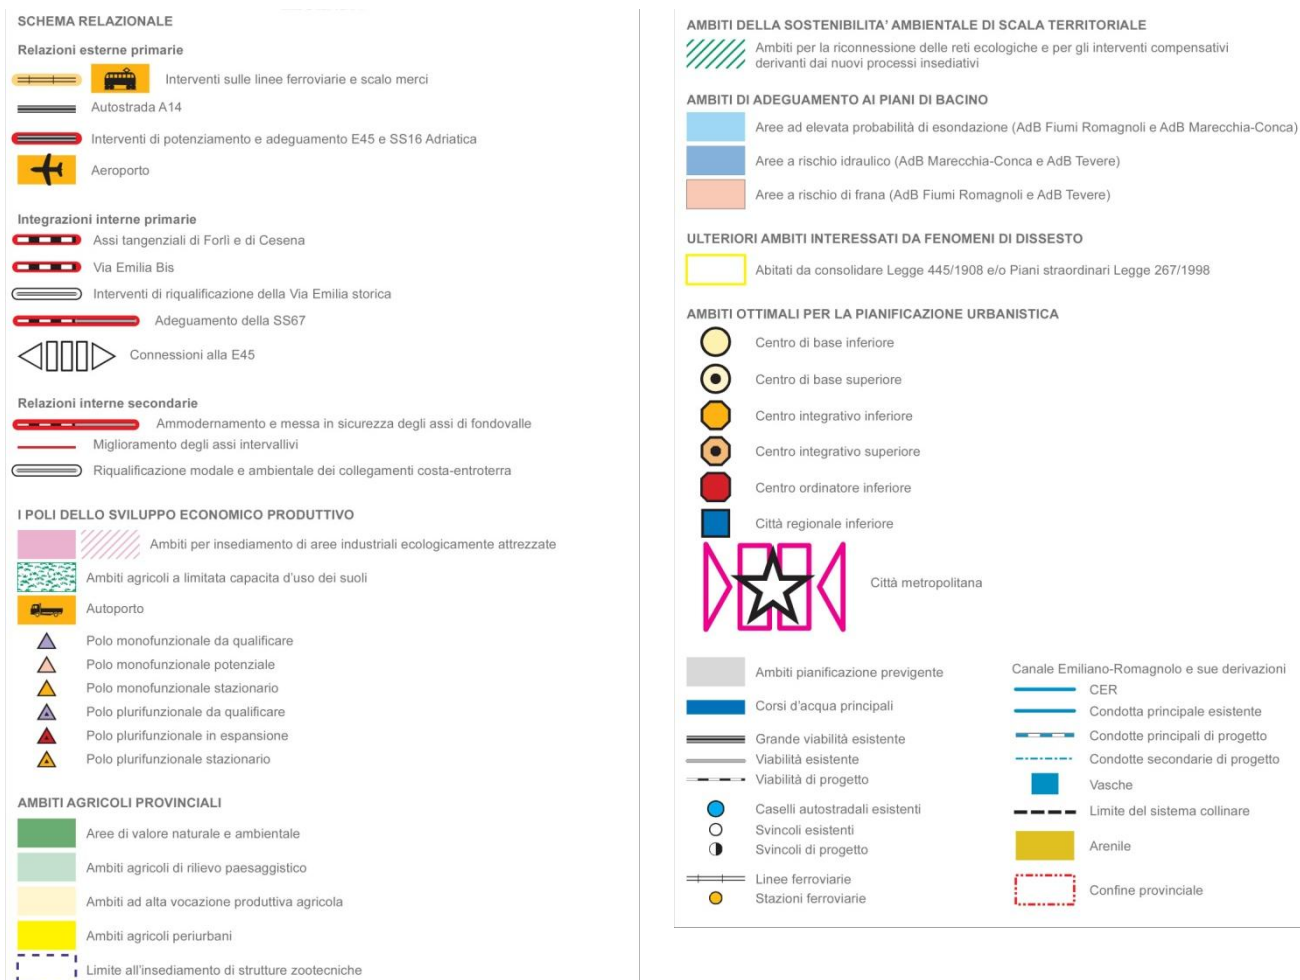 SCHEMA RELAZIONALE
Relazioni esterne primarie
Interventi sulle linee ferroviarie e scalo merci
Autostrada A14
Interventi di potenziamento e adeguamento E45 e SS16 Adriatica
Aeroporto
Integrazioni interne primarie
Assi tangenziali di Forlì e di Cesena
Via Emilia Bis
Interventi di riqualificazione della Via Emilia storica
Adeguamento della SS67
Connessioni alla E45
Relazioni interne secondarie
Ammodernamento e messa in sicurezza degli assi di fondovalle
Miglioramento degli assi intervallivi
Riqualificazione modale e ambientale dei collegamenti costa-entroterra
I POLI DELLO SVILUPPO ECONOMICO PRODUTTIVO
Ambiti per insediamento di aree industriali ecologicamente attrezzate
Ambiti agricoli a limitata capacita d'uso dei suoli
Autoporto
Polo monofunzionale da qualificare
Polo monofunzionale potenziale
Polo monofunzionale stazionario
Polo plurifunzionale da qualificare
Polo plurifunzionale in espansione
Polo plurifunzionale stazionario
AMBITI AGRICOLI PROVINCIALI
Aree di valore naturale e ambientale
Ambiti agricoli di rilievo paesaggistico
Ambiti ad alta vocazione produttiva agricola
Ambiti agricoli periurbani
Limite all'insediamento di strutture zootecniche
AMBITI DELLA SOSTENIBILITA' AMBIENTALE DI SCALA TERRITORIALE
Ambiti per la riconnessione delle reti ecologiche e per gli interventi compensativi
derivanti dai nuovi processi insediativi
AMBITI DI ADEGUAMENTO AI PIANI DI BACINO
Aree ad elevata probabilità di esondazione (AdB Fiumi Romagnoli e AdB Marecchia-Conca)
Aree a rischio idraulico (AdB Marecchia-Conca e AdB Tevere)
Aree a rischio di frana (AdB Fiumi Romagnoli e AdB Tevere)
ULTERIORI AMBITI INTERESSATI DA FENOMENI DI DISSESTO
Abitati da consolidare Legge 445/1908 e/o Piani straordinari Legge 267/1998
AMBITI OTTIMALI PER LA PIANIFICAZIONE URBANISTICA
Centro di base inferiore
Centro di base superiore
Centro integrativo inferiore
Centro integrativo superiore
Centro ordinatore inferiore
Città regionale inferiore
Città metropolitana
Ambiti pianificazione previgente
Corsi d'acqua principali
Grande viabilità esistente
Viabilità esistente
Viabilità di progetto
Caselli autostradali esistenti
Svincoli esistenti
Svincoli di progetto
Linee ferroviarie
Stazioni ferroviarie
Canale Emiliano-Romagnolo e sue derivazioni
CER
Condotta principale esistente
Condotte principali di progetto
Condotte secondarie di progetto
Vasche
Limite del sistema collinare
Arenile
Confine provinciale